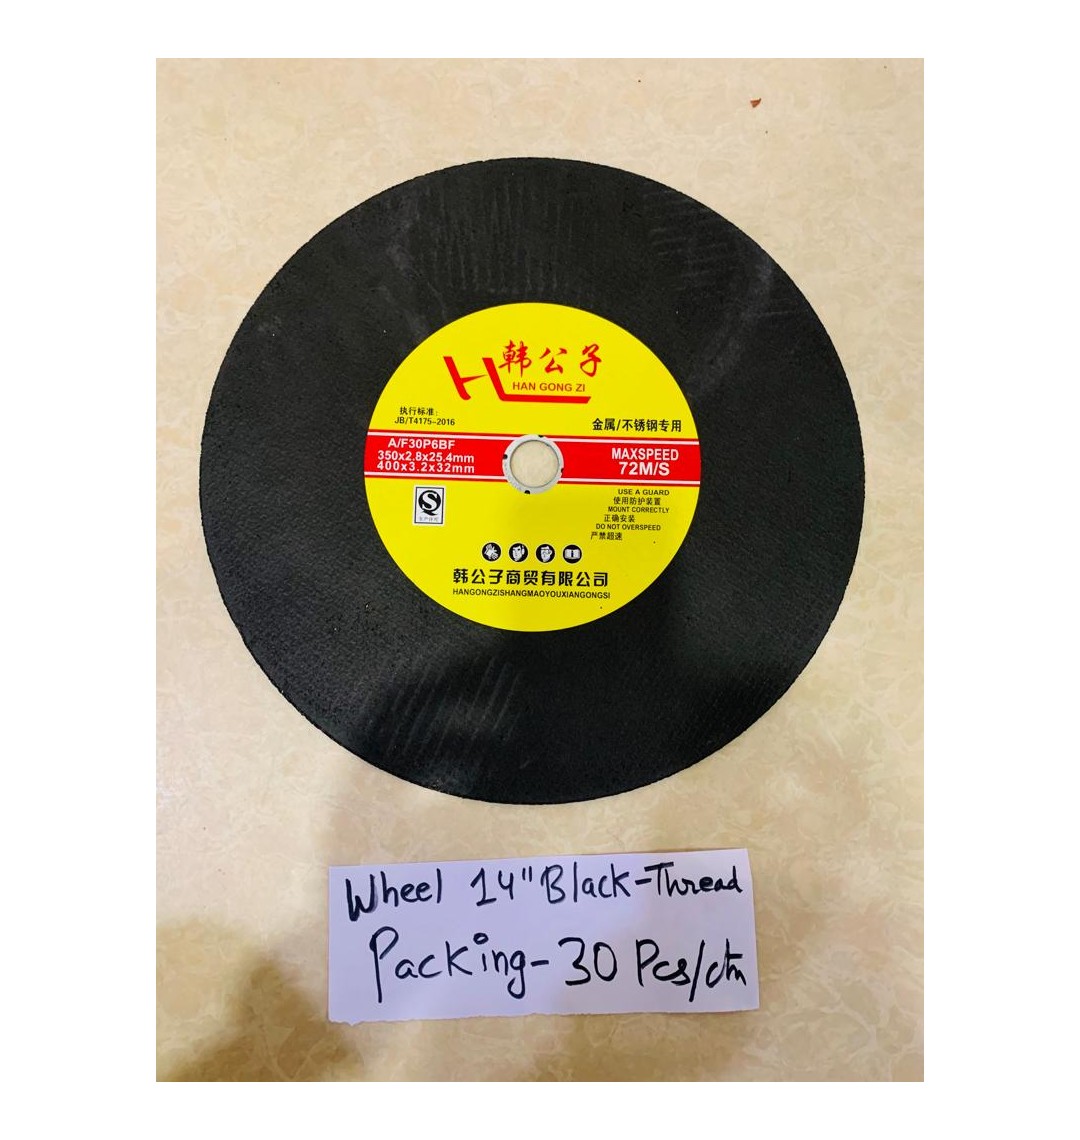 韩公子
HAN GONG ZI
执行标准:
JB/T4175-2016
金属/不锈钢专用
A/F30P6BF
350x2.8x25.4mm
400x3.2x32mm
MAXSPEED
72M/S
USE A GUARD
使用防护装置
MOUNT CORRECTLY
正确安装
DO NOT OVERSPEED
严禁超速
韩公子商贸有限公司
HANGONGZISHANGMAOYOUXIANGONGSI
Wheel 14" Black-Thread
Packing-30 Pcs/ctn